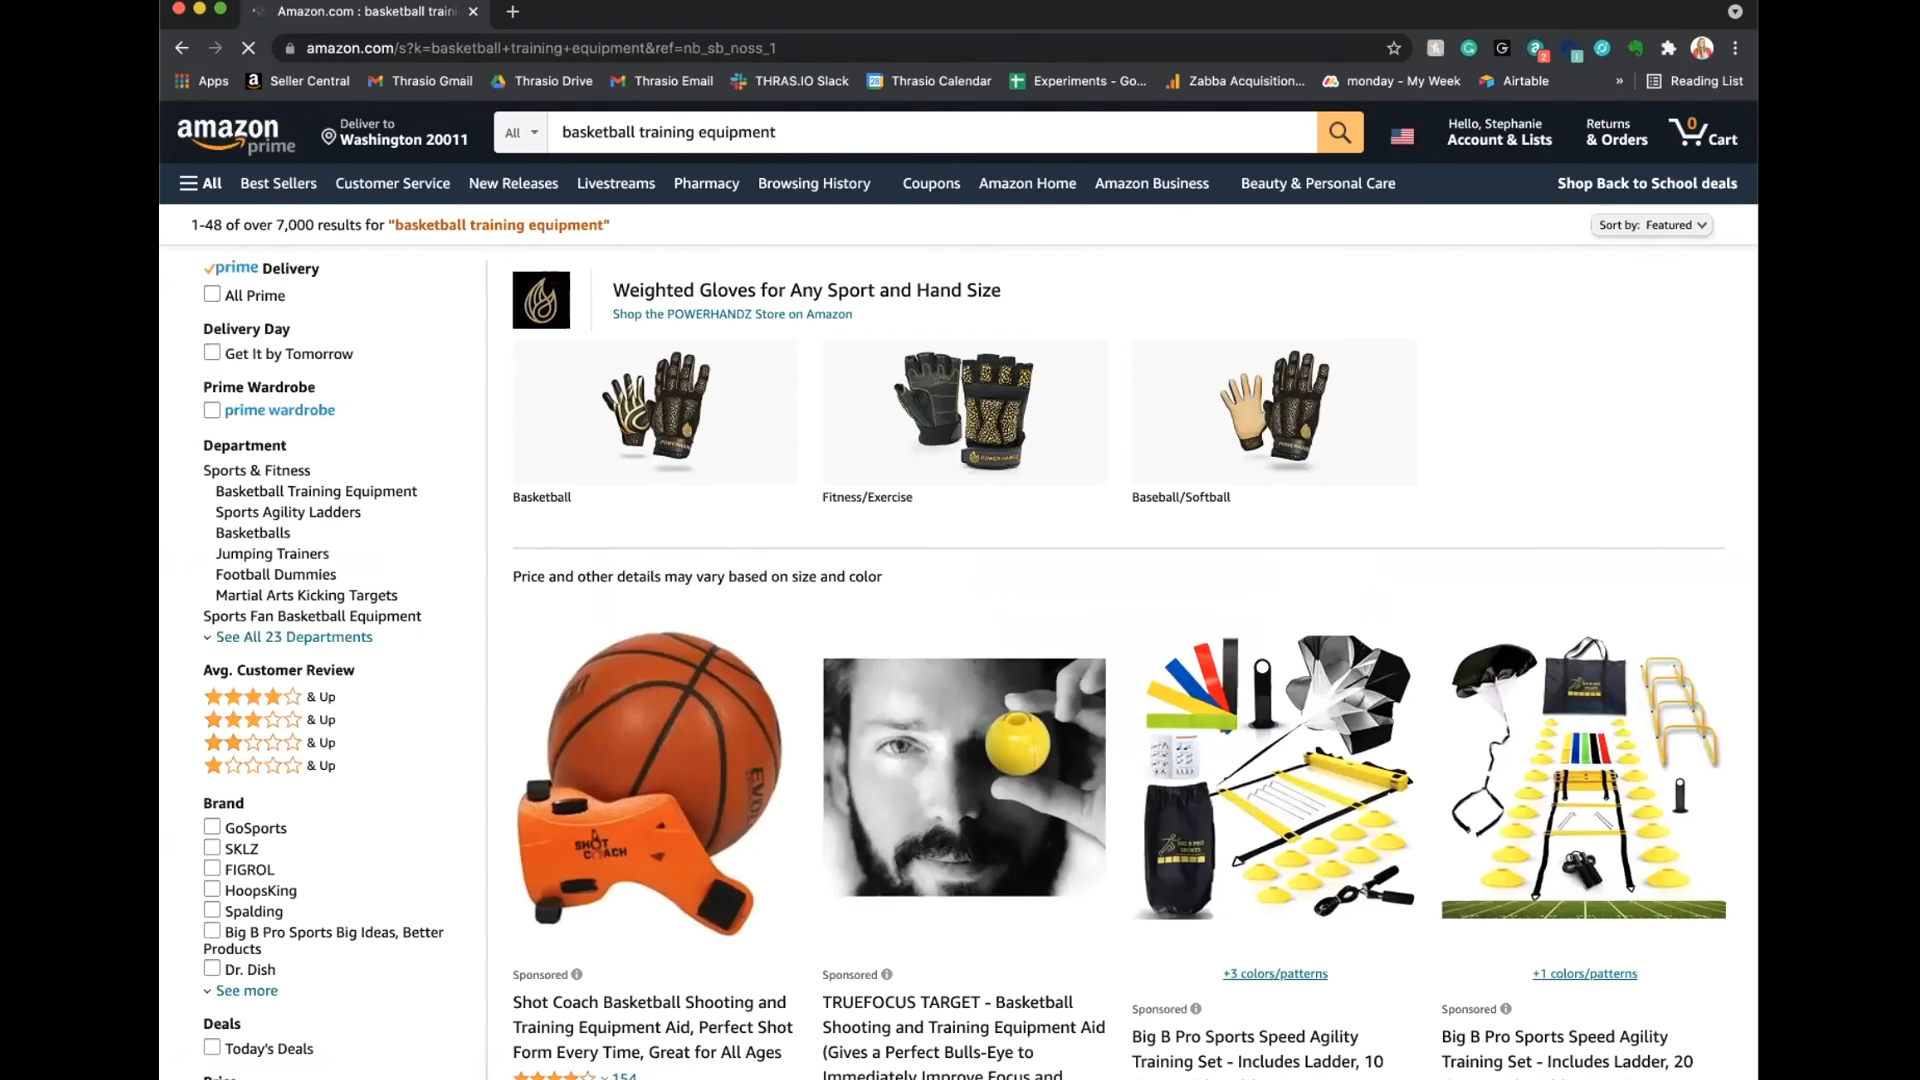 Amazon.com : basketball traini
amazon.com/s?k=basketball+training+equipment&ref=nb_sb_noss_1
Apps
Seller Central
Thrasio Gmail
Thrasio Drive
Thrasio Email
THRAS.IO Slack
Thrasio Calendar
Experiments - Go...
Zabba Acquisition...
monday - My Week
Airtable
»
Reading List
amazon prime
Deliver to
Washington 20011
All
basketball training equipment
Hello, Stephanie
Account & Lists
Returns
& Orders
0
Cart
All
Best Sellers
Customer Service
New Releases
Livestreams
Pharmacy
Browsing History
Coupons
Amazon Home
Amazon Business
Beauty & Personal Care
Shop Back to School deals
1-48 of over 7,000 results for "basketball training equipment"
Sort by: Featured
prime Delivery
All Prime
Delivery Day
Get It by Tomorrow
Prime Wardrobe
prime wardrobe
Department
Sports & Fitness
Basketball Training Equipment
Sports Agility Ladders
Basketballs
Jumping Trainers
Football Dummies
Martial Arts Kicking Targets
Sports Fan Basketball Equipment
See All 23 Departments
Avg. Customer Review
& Up
& Up
& Up
& Up
Brand
GoSports
SKLZ
FIGROL
HoopsKing
Spalding
Big B Pro Sports Big Ideas, Better
Products
Dr. Dish
See more
Deals
Today's Deals
Weighted Gloves for Any Sport and Hand Size
Shop the POWERHANDZ Store on Amazon
Basketball
Fitness/Exercise
Baseball/Softball
Price and other details may vary based on size and color
SHOT
COACH
BIG B PRO
SPORTS
Sponsored
Shot Coach Basketball Shooting and
Training Equipment Aid, Perfect Shot
Form Every Time, Great for All Ages
154
Sponsored
TRUEFOCUS TARGET - Basketball
Shooting and Training Equipment Aid
(Gives a Perfect Bulls-Eye to
Immediately Improve Focus and
+3 colors/patterns
Sponsored
Big B Pro Sports Speed Agility
Training Set - Includes Ladder, 10
+1 colors/patterns
Sponsored
Big B Pro Sports Speed Agility
Training Set - Includes Ladder, 20